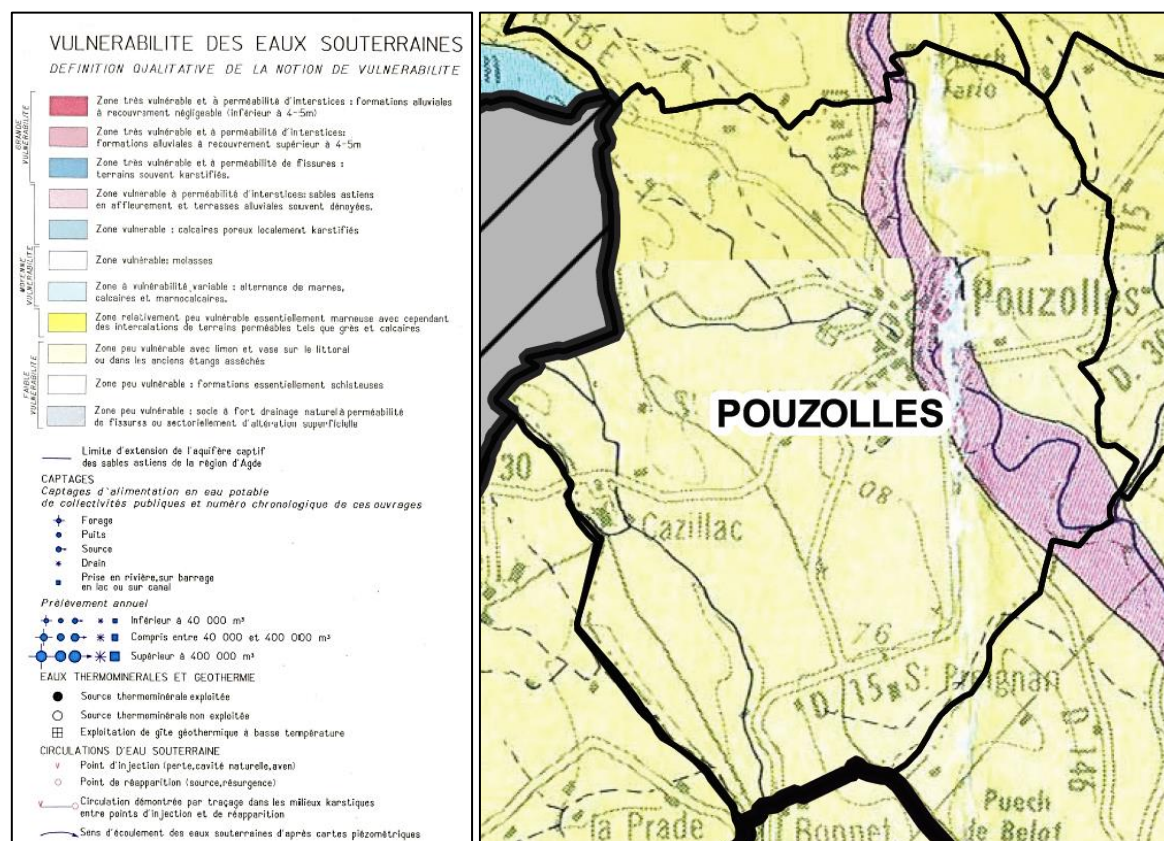 VULNERABILITE DES EAUX SOUTERRAINES
DEFINITION QUALITATIVE DE LA NOTION DE VULNERABILITE
GRANDE VULNERABILITE
Zone très vulnérable et à perméabilité d'interstices : formations alluviales
à recouvrement négligeable (inférieur à 4-5m)
Zone très vulnérable et à perméabilité d'interstices:
formations alluviales à recouvrement supérieur à 4-5m
Zone très vulnérable et à perméabilité de fissures :
terrains souvent karstifiés.
MOYENNE VULNERABILITE
Zone vulnérable à perméabilité d'interstices: sables astiens
en affleurement et terrasses alluviales souvent dénoyées.
Zone vulnerable : calcaires poreux localement karstifiés
Zone vulnérable: molasses
Zone à vulnérabilité variable : alternance de marnes,
calcaires et marnocalcaires.
Zone relativement peu vulnérable essentiellement marneuse avec cependant
des intercalations de terrains perméables tels que grès et calcaires
FAIBLE VULNERABILITE
Zone peu vulnérable avec limon et vase sur le littoral
ou dans les anciens étangs asséchés
Zone peu vulnérable : formations essentiellement schisteuses
Zone peu vulnérable : socle à fort drainage naturel à perméabilité
de fissures ou sectoriellement d'altération superficielle
Limite d'extension de l'aquifère captif
des sables astiens de la région d'Agde
CAPTAGES
Captages d'alimentation en eau potable
de collectivités publiques et numéro chronologique de ces ouvrages
Forage
Puits
Source
Drain
Prise en rivière, sur barrage
en lac ou sur canal
Prélèvement annuel
Inférieur à 40 000 m³
Compris entre 40 000 et 400 000 m³
Supérieur à 400 000 m³
EAUX THERMOMINERALES ET GEOTHERMIE
Source thermominérale exploitée
Source thermominérale non exploitée
Exploitation de gîte géothermique à basse température
CIRCULATIONS D'EAU SOUTERRAINE
Point d'injection (perte, cavité naturelle, aven)
Point de réapparition (source, résurgence)
Circulation démontrée par traçage dans les milieux karstiques
entre points d'injection et de réapparition
Sens d'écoulement des eaux souterraines d'après cartes piézométriques
D. 15 E
146
15
Pouzolles
D. 30
POUZOLLES
St
30
80
Cazillac
76
D. 15
St Preignan
D. 146
la Prade
Bonnet
Puech
de Belot